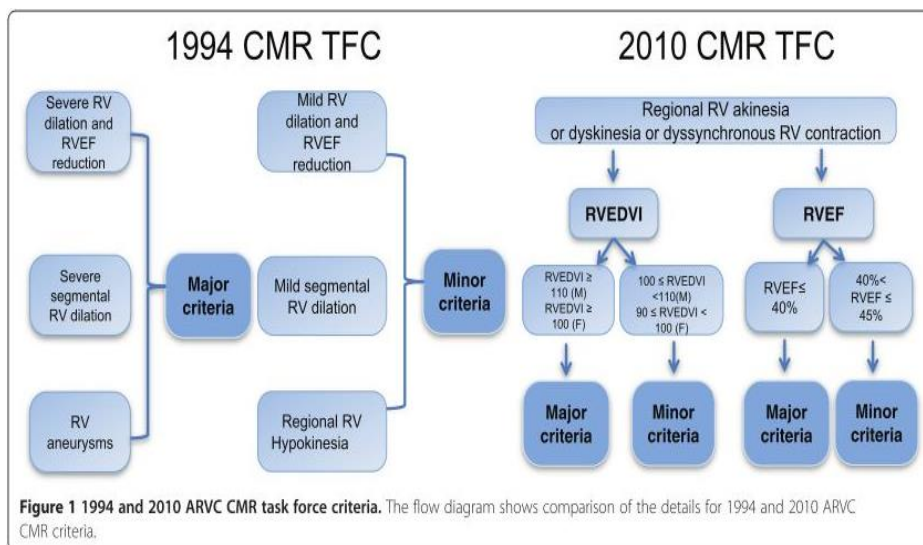 1994 CMR TFC
Severe RV
dilation and
RVEF
reduction
Severe
segmental
RV dilation
RV
aneurysms
Major
criteria
Mild RV
dilation and
RVEF
reduction
Mild segmental
RV dilation
Regional RV
Hypokinesia
Minor
criteria
2010 CMR TFC
Regional RV akinesia
or dyskinesia or dyssynchronous RV contraction
RVEDVI
RVEDVI ≥
110 (M)
RVEDVI ≥
100 (F)
100 ≤ RVEDVI
<110(M)
90 ≤ RVEDVI <
100 (F)
Major
criteria
Minor
criteria
RVEF
RVEF≤
40%
40%<
RVEF ≤
45%
Major
criteria
Minor
criteria
Figure 1 1994 and 2010 ARVC CMR task force criteria. The flow diagram shows comparison of the details for 1994 and 2010 ARVC
CMR criteria.